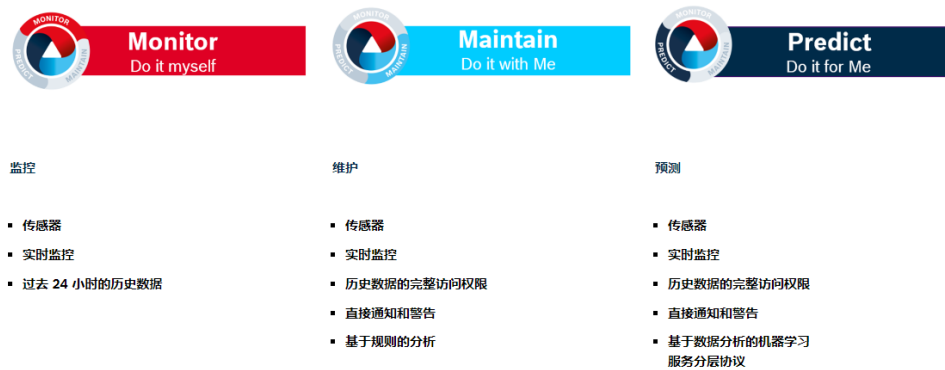 MONITOR
MAINTAIN
PREDICT
Monitor
Do it myself
MONITOR
MAINTAIN
PREDICT
Maintain
Do it with Me
MONITOR
MAINTAIN
PREDICT
Predict
Do it for Me
监控
▪ 传感器
▪ 实时监控
▪ 过去 24 小时的历史数据
维护
▪ 传感器
▪ 实时监控
▪ 历史数据的完整访问权限
▪ 直接通知和警告
▪ 基于规则的分析
预测
▪ 传感器
▪ 实时监控
▪ 历史数据的完整访问权限
▪ 直接通知和警告
▪ 基于数据分析的机器学习
服务分层协议